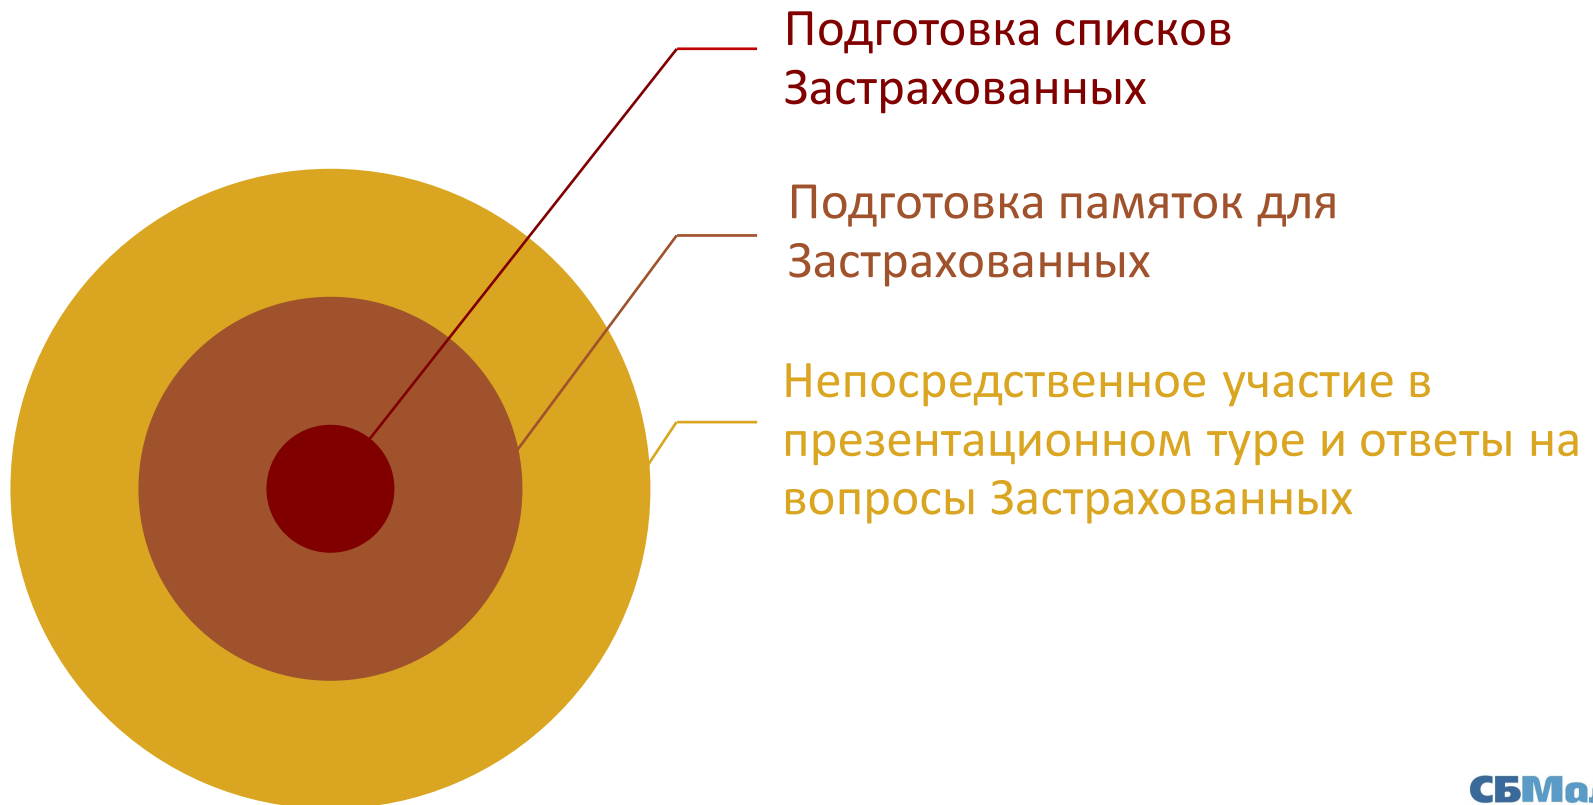 Подготовка списков
Застрахованных
Подготовка памяток для
Застрахованных
Непосредственное участие в
презентационном туре и ответы на
вопросы Застрахованных